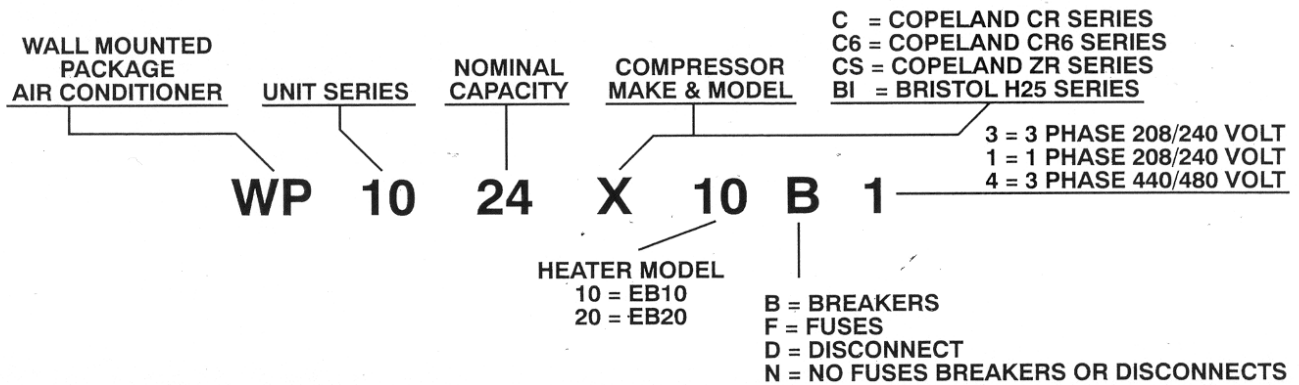 WALL MOUNTED
PACKAGE
AIR CONDITIONER
UNIT SERIES
NOMINAL
CAPACITY
COMPRESSOR
MAKE & MODEL
C = COPELAND CR SERIES
C6 = COPELAND CR6 SERIES
CS = COPELAND ZR SERIES
BI = BRISTOL H25 SERIES
3 = 3 PHASE 208/240 VOLT
1 = 1 PHASE 208/240 VOLT
4 = 3 PHASE 440/480 VOLT
WP 10 24 X 10 B 1
HEATER MODEL
10 = EB10
20 = EB20
B = BREAKERS
F = FUSES
D = DISCONNECT
N = NO FUSES BREAKERS OR DISCONNECTS